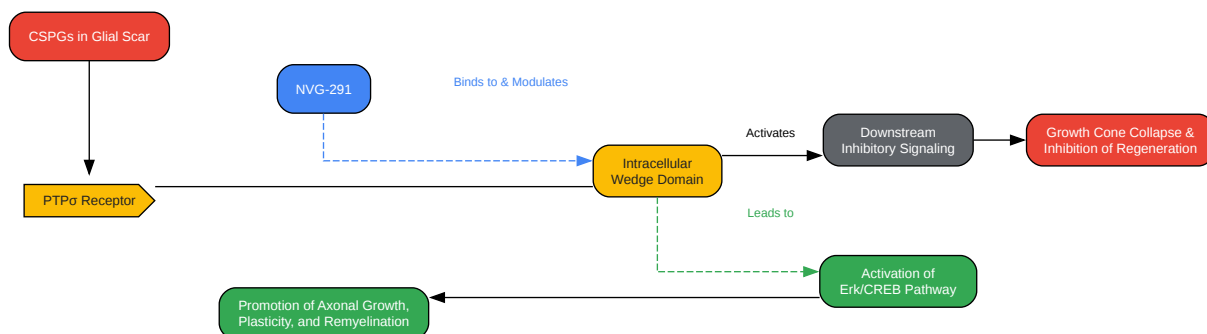 CSPGs in Glial Scar
NVG-291
Binds to & Modulates
PTPσ Receptor
Intracellular
Wedge Domain
Activates
Downstream
Inhibitory Signaling
Growth Cone Collapse &
Inhibition of Regeneration
Leads to
Activation of
Erk/CREB Pathway
Promotion of Axonal Growth,
Plasticity, and Remyelination